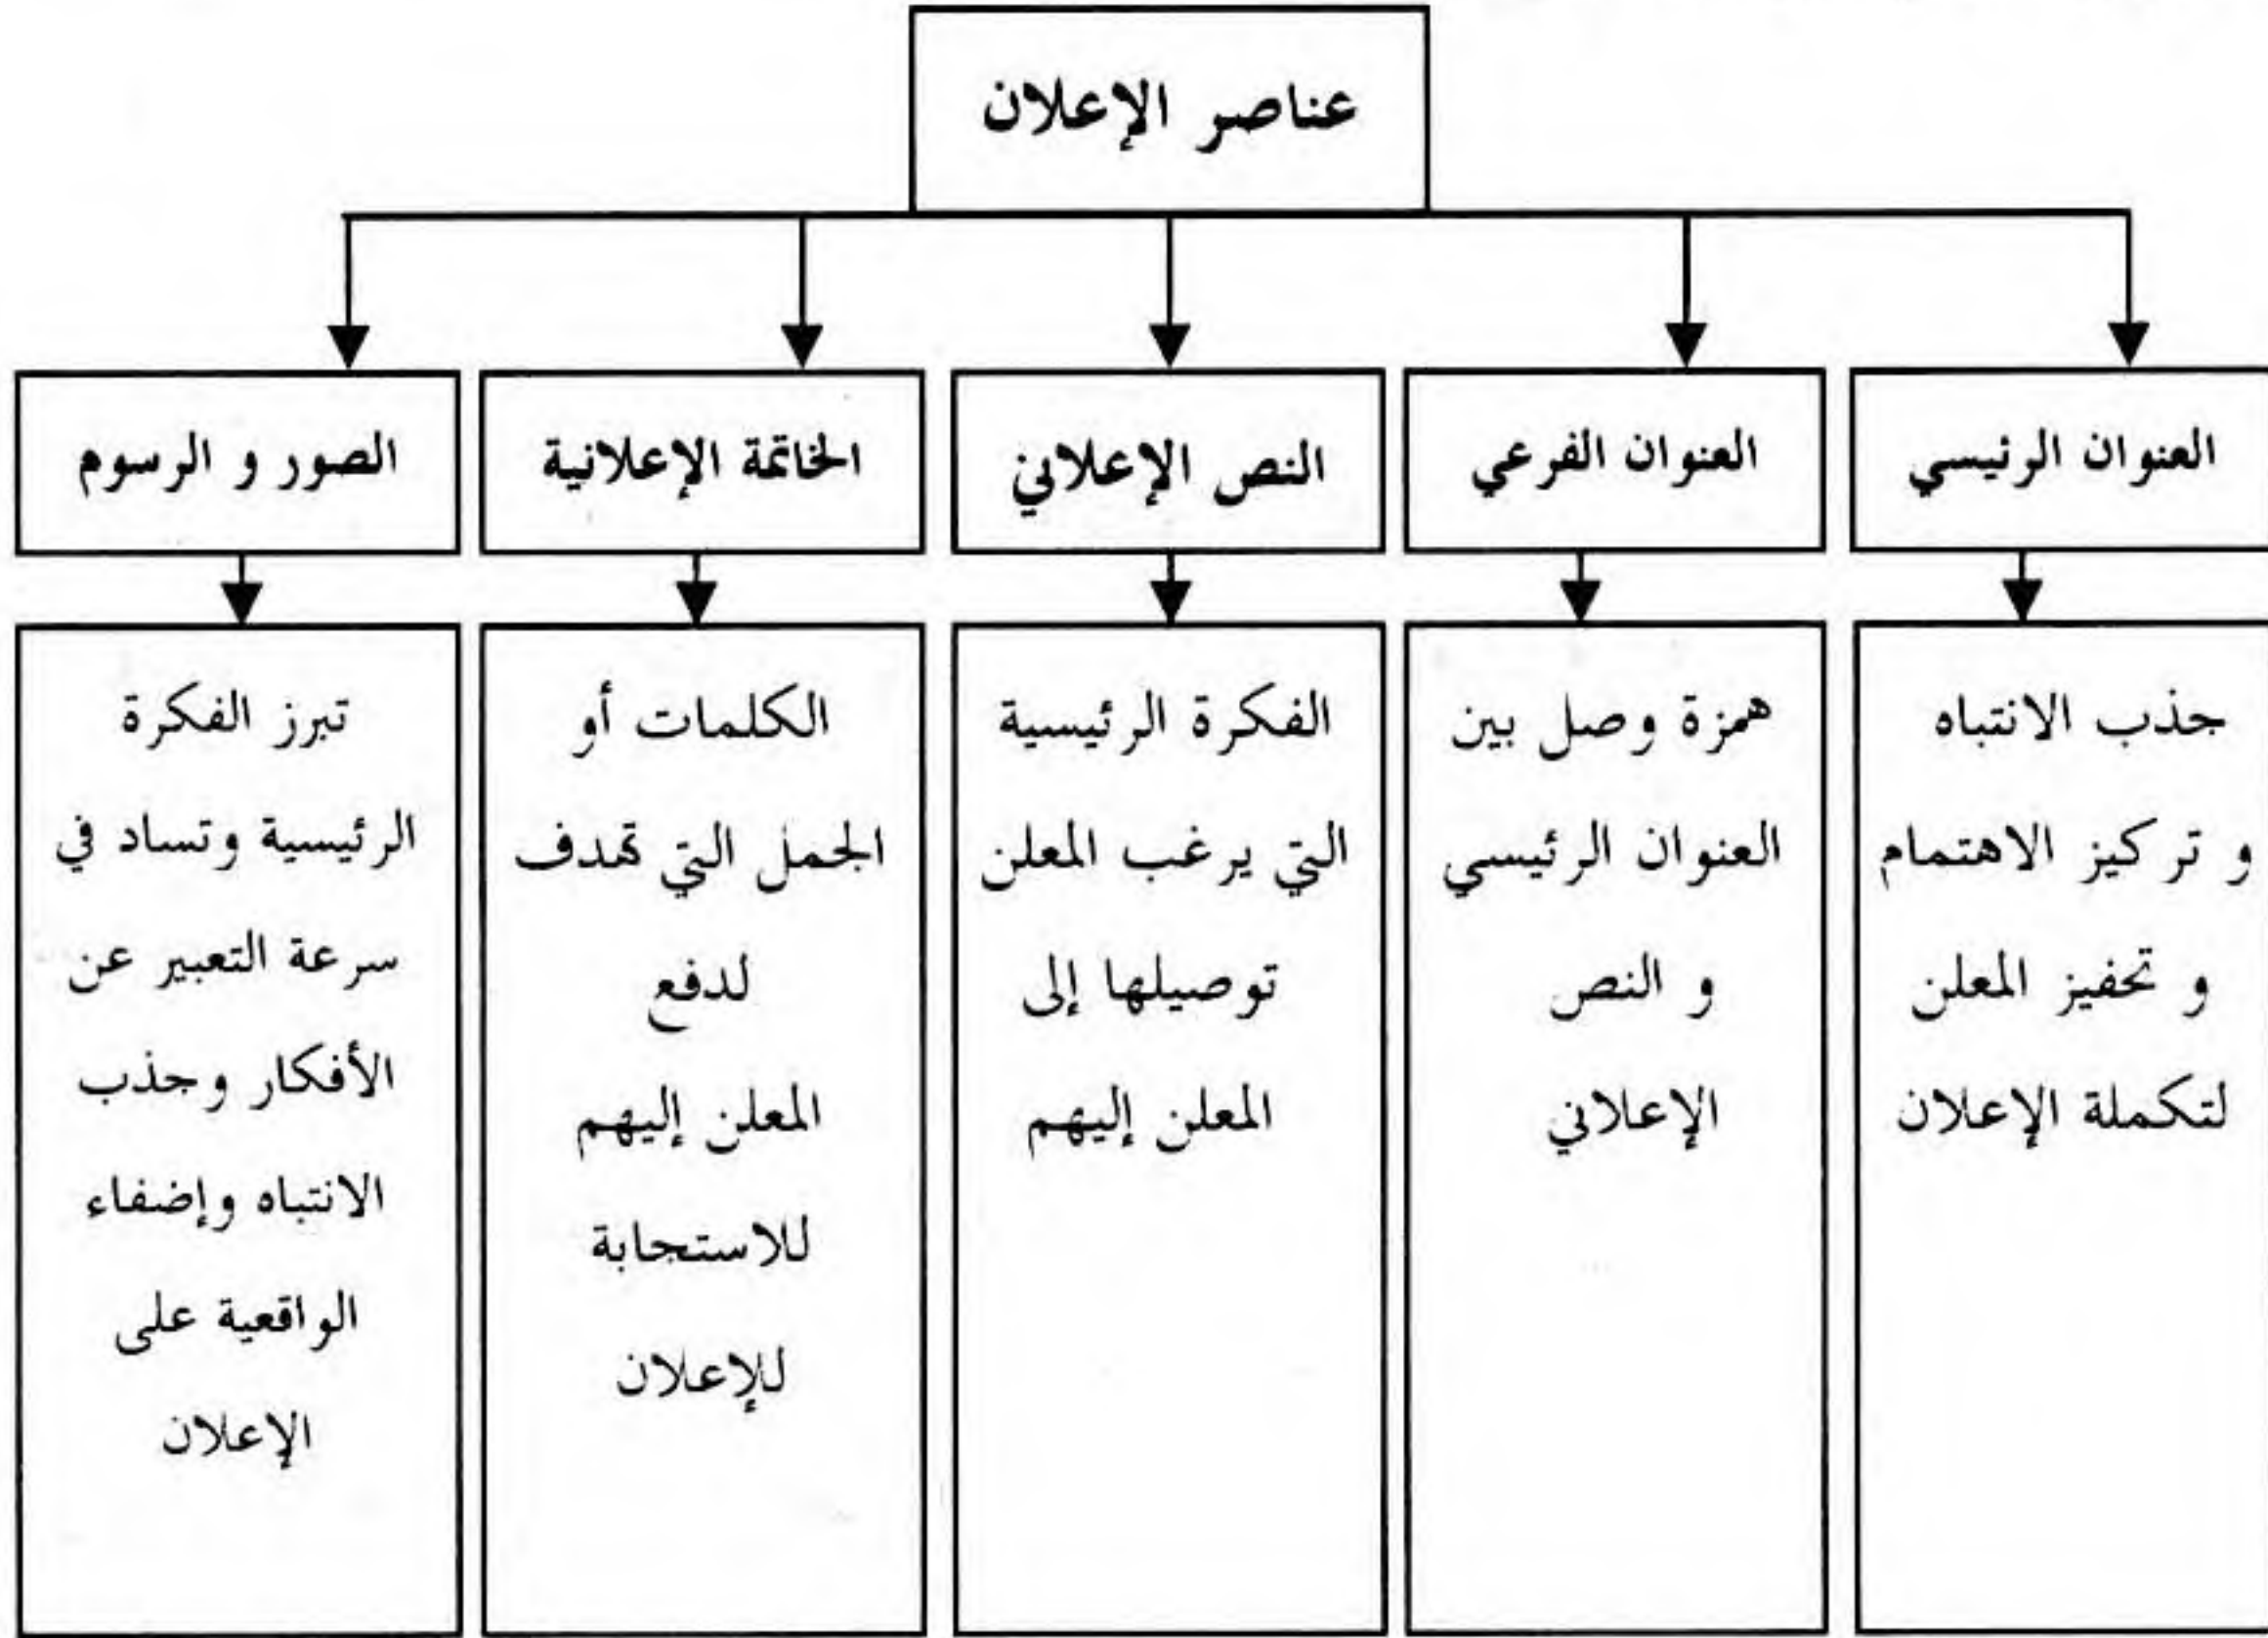 عناصر الإعلان
العنوان الرئيسي
العنوان الفرعي
النص الإعلاني
الخاتمة الإعلانية
الصور و الرسوم
جذب الانتباه
و تركيز الاهتمام
و تحفيز المعلن
لتكملة الإعلان
همزة وصل بين
العنوان الرئيسي
و النص
الإعلاني
الفكرة الرئيسية
التي يرغب المعلن
توصيلها إلى
المعلن إليهم
الكلمات أو
الجمل التي تهدف
لدفع
المعلن إليهم
للاستجابة
للإعلان
تبرز الفكرة
الرئيسية وتساد في
سرعة التعبير عن
الأفكار وجذب
الانتباه وإضفاء
الواقعية على
الإعلان